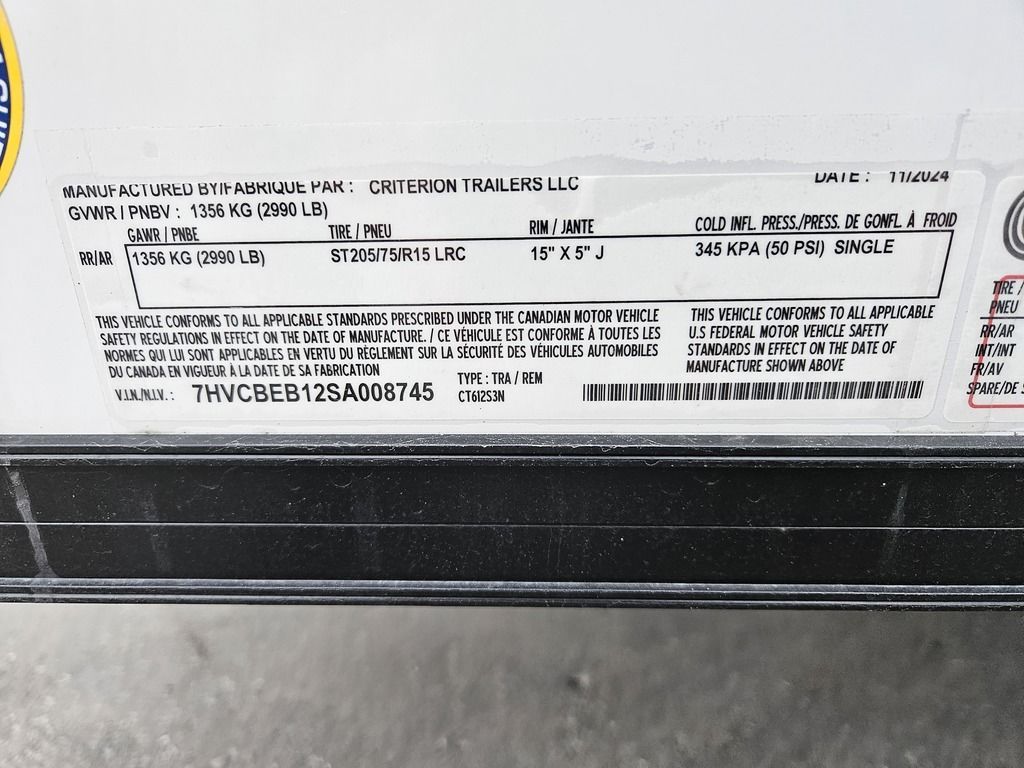 MANUFACTURED BY/FABRIQUE PAR : CRITERION TRAILERS LLC DATE : 11/2024
GVWR / PNBV : 1356 KG (2990 LB)
GAWR / PNBE TIRE / PNEU RIM / JANTE COLD INFL. PRESS./PRESS. DE GONFL. À FROID
RR/AR 1356 KG (2990 LB) ST205/75/R15 LRC 15" X 5" J 345 KPA (50 PSI) SINGLE
THIS VEHICLE CONFORMS TO ALL APPLICABLE STANDARDS PRESCRIBED UNDER THE CANADIAN MOTOR VEHICLE
SAFETY REGULATIONS IN EFFECT ON THE DATE OF MANUFACTURE. / CE VÉHICULE EST CONFORME À TOUTES LES
NORMES QUI LUI SONT APPLICABLES EN VERTU DU RÈGLEMENT SUR LA SÉCURITÉ DES VÉHICULES AUTOMOBILES
DU CANADA EN VIGUEUR À LA DATE DE SA FABRICATION
THIS VEHICLE CONFORMS TO ALL APPLICABLE
U.S FEDERAL MOTOR VEHICLE SAFETY
STANDARDS IN EFFECT ON THE DATE OF
MANUFACTURE SHOWN ABOVE
V.I.N./N.I.V. : 7HVCBEB12SA008745
TYPE : TRA / REM
CT612S3N
TIRE /
PNEU
RR/AR
INT/INT
FR/AV
SPARE/DE S